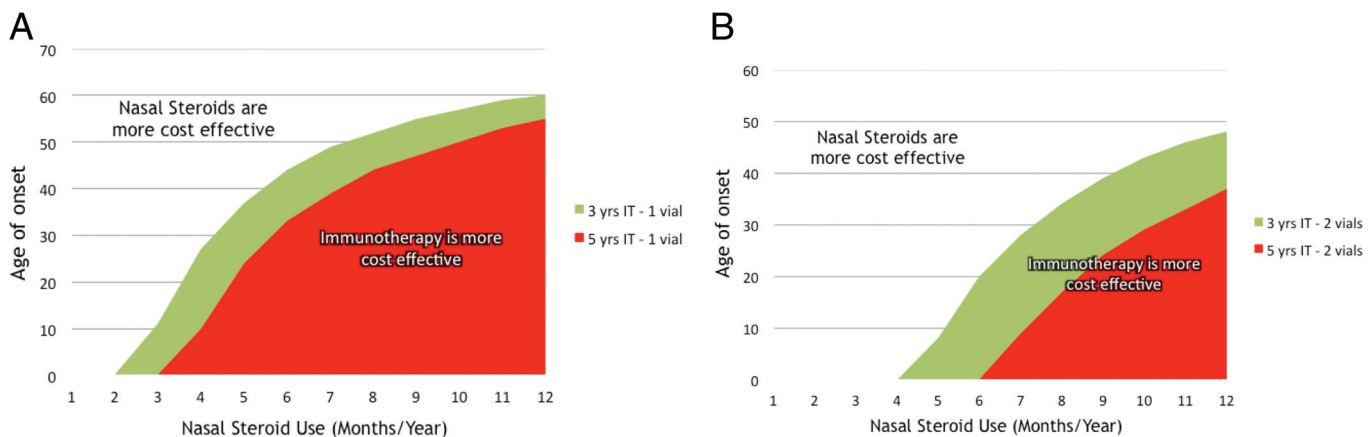 A
70
60
50
40
30
20
10
0
Age of onset
Nasal Steroids are
more cost effective
Immunotherapy is more
cost effective
3 yrs IT - 1 vial
5 yrs IT - 1 vial
1 2 3 4 5 6 7 8 9 10 11 12
Nasal Steroid Use (Months/Year)
B
60
50
40
30
20
10
0
Age of onset
Nasal Steroids are
more cost effective
Immunotherapy is more
cost effective
3 yrs IT - 2 vials
5 yrs IT - 2 vials
1 2 3 4 5 6 7 8 9 10 11 12
Nasal Steroid Use (Months/Year)